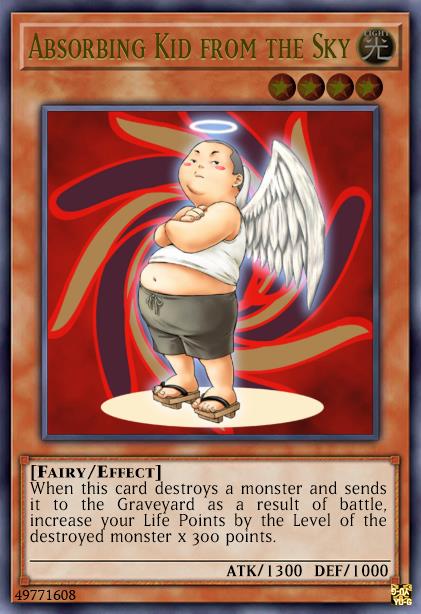 Absorbing Kid from the Sky
LIGHT
光
[Fairy/Effect]
When this card destroys a monster and sends
it to the Graveyard as a result of battle,
increase your Life Points by the Level of the
destroyed monster x 300 points.
ATK/1300 DEF/1000
49771608